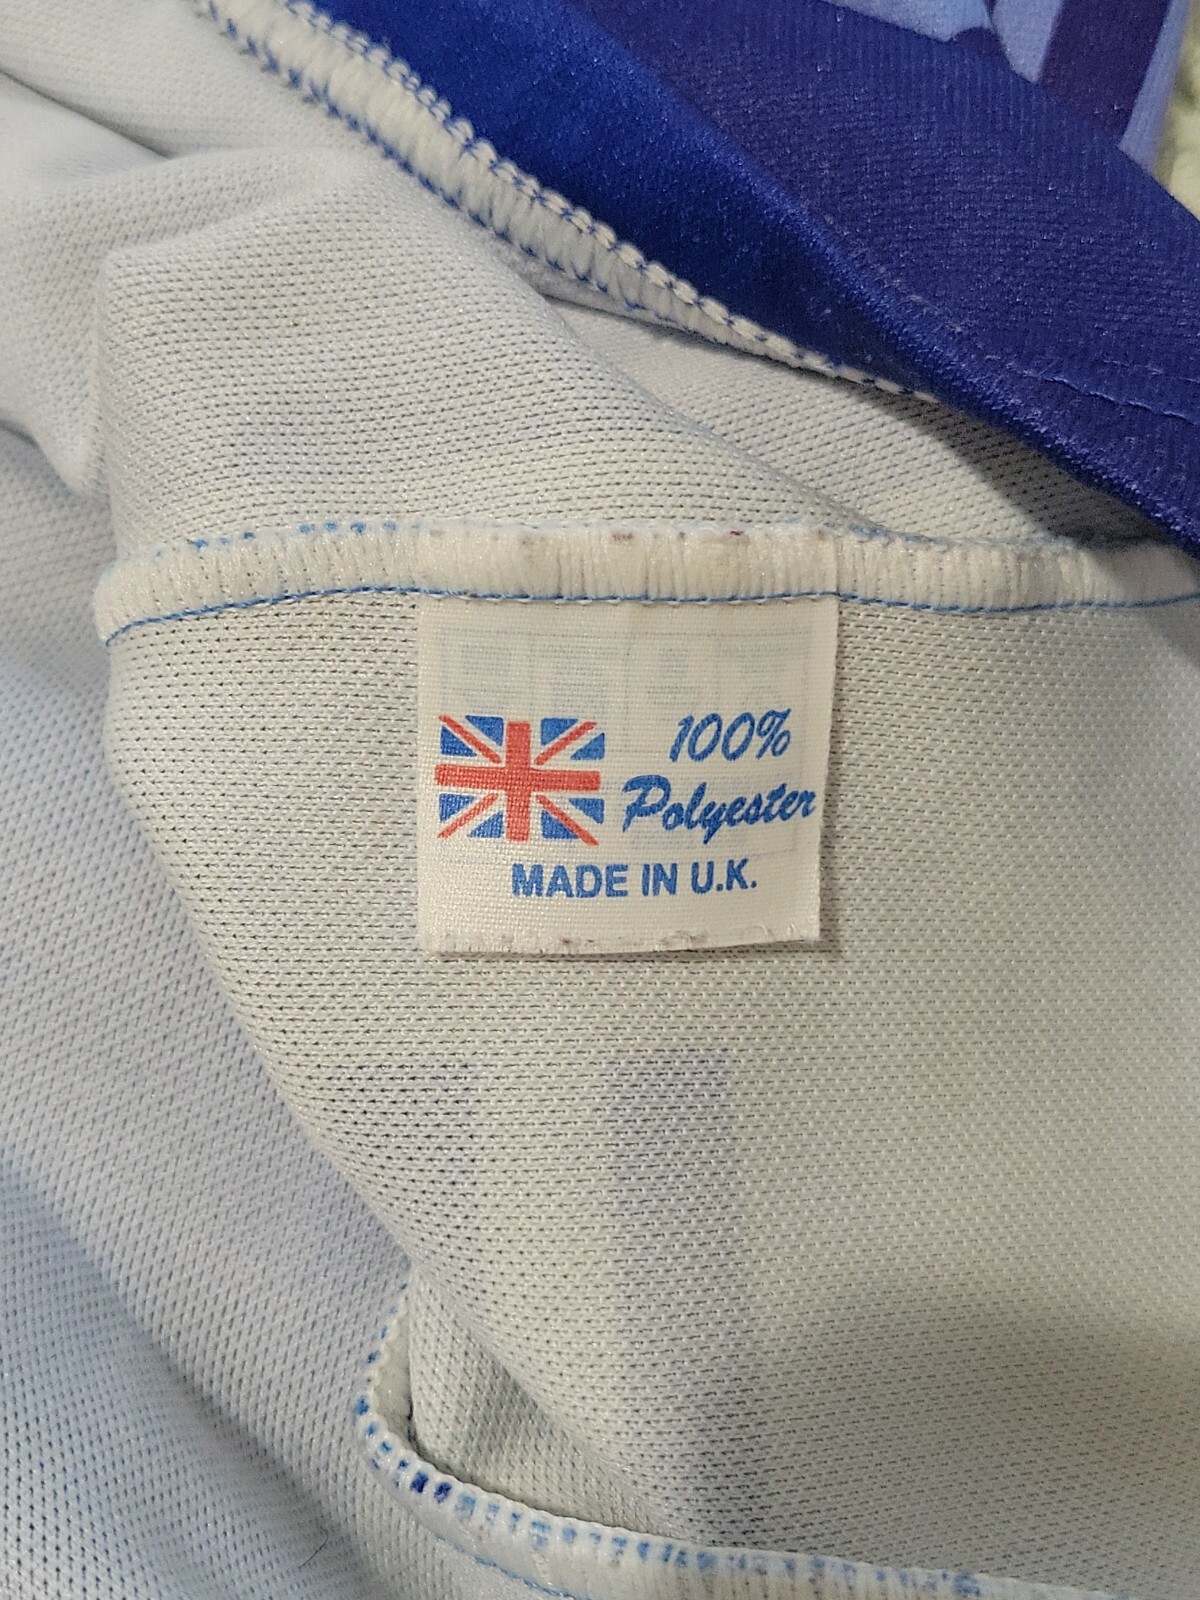 100%
Polyester
MADE IN U.K.